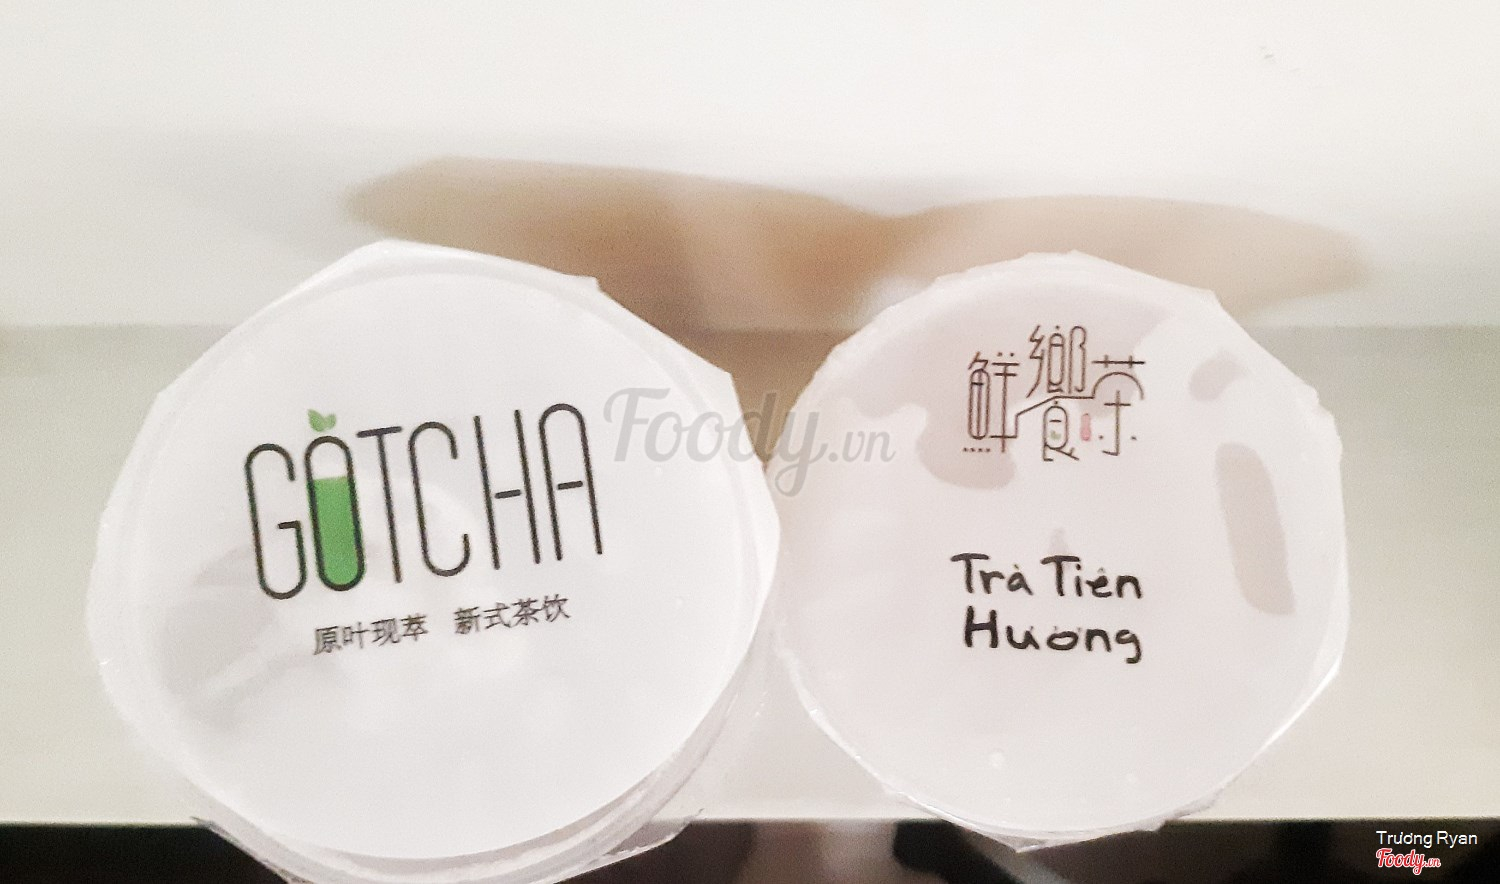 GOTCHA
原叶现萃 新式茶饮
鮮饗茶
Trà Tiên
Hương
Foody.vn
Trương Ryan
Foody.vn